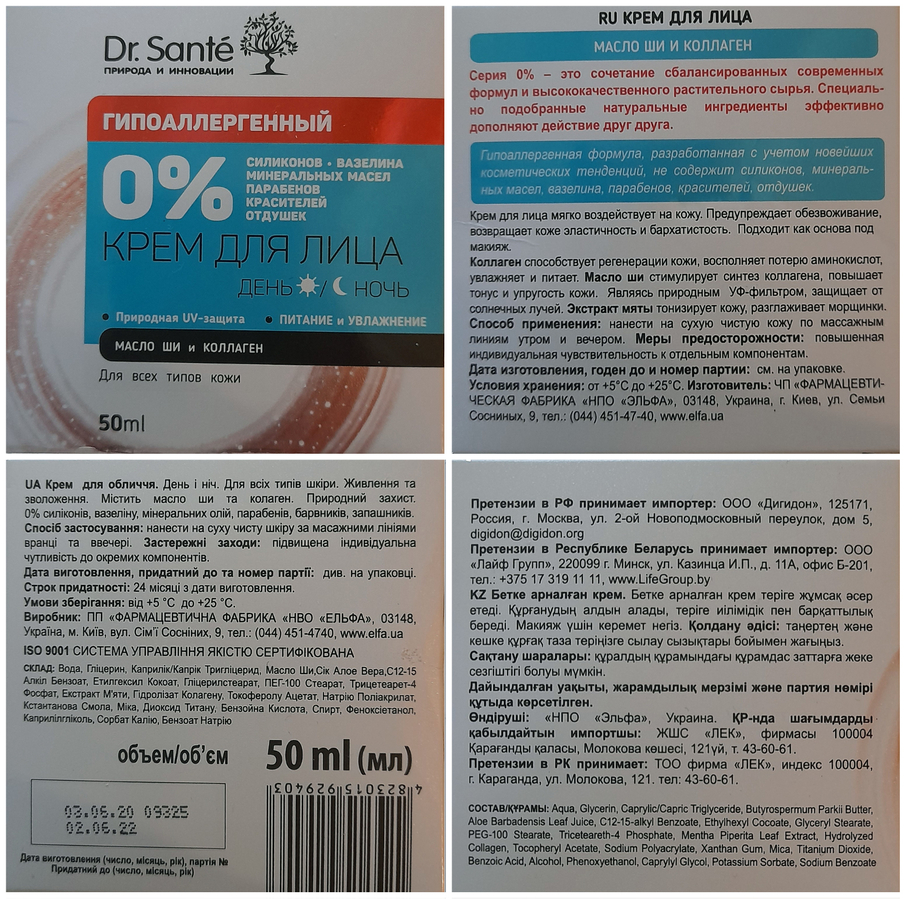 Dr. Santé
ПРИРОДА И ИННОВАЦИИ
ГИПОАЛЛЕРГЕННЫЙ
0%
СИЛИКОНОВ • ВАЗЕЛИНА
МИНЕРАЛЬНЫХ МАСЕЛ
ПАРАБЕНОВ
КРАСИТЕЛЕЙ
ОТДУШЕК
КРЕМ ДЛЯ ЛИЦА
ДЕНЬ / НОЧЬ
• Природная UV-защита • ПИТАНИЕ и УВЛАЖНЕНИЕ
МАСЛО ШИ и КОЛЛАГЕН
Для всех типов кожи
50ml
RU КРЕМ ДЛЯ ЛИЦА
МАСЛО ШИ И КОЛЛАГЕН
Серия 0% – это сочетание сбалансированных современных
формул и высококачественного растительного сырья. Специаль-
но подобранные натуральные ингредиенты эффективно
дополняют действие друг друга.
Гипоаллергенная формула, разработанная с учетом новейших
косметических тенденций, не содержит силиконов, минераль-
ных масел, вазелина, парабенов, красителей, отдушек.
Крем для лица мягко воздействует на кожу. Предупреждает обезвоживание,
возвращает коже эластичность и бархатистость. Подходит как основа под
макияж.
Коллаген способствует регенерации кожи, восполняет потерю аминокислот,
увлажняет и питает. Масло ши стимулирует синтез коллагена, повышает
тонус и упругость кожи. Являясь природным УФ-фильтром, защищает от
солнечных лучей. Экстракт мяты тонизирует кожу, разглаживает морщинки.
Способ применения: нанести на сухую чистую кожу по массажным
линиям утром и вечером. Меры предосторожности: повышенная
индивидуальная чувствительность к отдельным компонентам.
Дата изготовления, годен до и номер партии: см. на упаковке.
Условия хранения: от +5°С до +25°С. Изготовитель: ЧП «ФАРМАЦЕВТИ-
ЧЕСКАЯ ФАБРИКА «НПО «ЭЛЬФА», 03148, Украина, г. Киев, ул. Семьи
Сосниных, 9, тел.: (044) 451-47-40, www.elfa.ua
UA Крем для обличчя. День і ніч. Для всіх типів шкіри. Живлення та
зволоження. Містить масло ши та колаген. Природний захист.
0% силіконів, вазеліну, мінеральних олій, парабенів, барвників, запашників.
Спосіб застосування: нанести на суху чисту шкіру за масажними лініями
вранці та ввечері. Застережні заходи: підвищена індивідуальна
чутливість до окремих компонентів.
Дата виготовлення, придатний до та номер партії: див. на упаковці.
Строк придатності: 24 місяці з дати виготовлення.
Умови зберігання: від +5 °С до +25 °С.
Виробник: ПП «ФАРМАЦЕВТИЧНА ФАБРИКА «НВО «ЕЛЬФА», 03148,
Україна, м. Київ, вул. Сім'ї Сосніних, 9, тел.: (044) 451-4740, www.elfa.ua
ISO 9001 СИСТЕМА УПРАВЛІННЯ ЯКІСТЮ СЕРТИФІКОВАНА
СКЛАД: Вода, Гліцерин, Каприлік/Капрік Тригліцерид, Масло Ши,Сік Алое Вера,С12-15
Алкіл Бензоат, Етилгексил Кокоат, Гліцерилстеарат, ПЕГ-100 Стеарат, Трицетеарет-4
Фосфат, Екстракт М'яти, Гідролізат Колагену, Токоферолу Ацетат, Натрію Поліакрилат,
Кстантанова Смола, Міка, Диоксид Титану, Бензойна Кислота, Спирт, Феноксіетанол,
Каприлілгліколь, Сорбат Калію, Бензоат Натрію
объем/об'єм 50 ml (мл)
4 823015 929403
03.06.20 09325
02.06.22
Дата виготовлення (число, місяць, рік), партія №
Придатний до (число, місяць, рік)
Претензии в РФ принимает импортер: ООО «Дигидон», 125171,
Россия, г. Москва, ул. 2-ой Новоподмосковный переулок, дом 5,
digidon@digidon.org
Претензии в Республике Беларусь принимает импортер: ООО
«Лайф Групп», 220099 г. Минск, ул. Казинца И.П., д. 11А, офис Б-201,
тел.: +375 17 319 11 11, www.LifeGroup.by
KZ Бетке арналған крем. Бетке арналған крем теріге жұмсақ әсер
етеді. Құрғанудың алдын алады, теріге иілімідік пен барқаттылық
береді. Макияж үшін керемет негіз. Қолдану әдісі: таңертең және
кешке құрғақ таза теріңізге сылау сызықтары бойымен жағыңыз.
Сақтану шаралары: құралдың құрамындағы құрамдас заттарға жеке
сезгіштігі болуы мүмкін.
Дайындалған уақыты, жарамдылық мерзімі және партия нөмірі
құтыда көрсетілген.
Өндіруші: «НПО «Эльфа», Украина. ҚР-нда шағымдарды
қабылдайтын импортшы: ЖШС «ЛЕК», фирмасы 100004
Қарағанды қаласы, Молокова көшесі, 121үй, т. 43-60-61.
Претензии в РК принимает: ТОО фирма «ЛЕК», индекс 100004,
г. Караганда, ул. Молокова, 121. тел: 43-60-61.
СОСТАВ/ҚҰРАМЫ: Aqua, Glycerin, Caprylic/Capric Triglyceride, Butyrospermum Parkii Butter,
Aloe Barbadensis Leaf Juice, C12-15-alkyl Benzoate, Ethylhexyl Cocoate, Glyceryl Stearate,
PEG-100 Stearate, Triceteareth-4 Phosphate, Mentha Piperita Leaf Extract, Hydrolyzed
Collagen, Tocopheryl Acetate, Sodium Polyacrylate, Xanthan Gum, Mica, Titanium Dioxide,
Benzoic Acid, Alcohol, Phenoxyethanol, Caprylyl Glycol, Potassium Sorbate, Sodium Benzoate